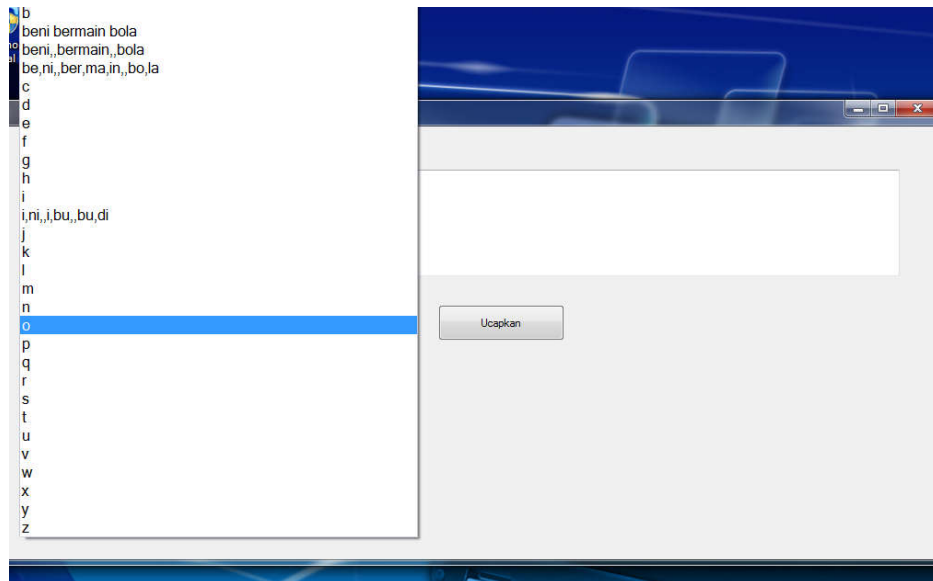 b
beni bermain bola
beni,,bermain,,bola
be,ni,,ber,ma,in,,bo,la
c
d
e
f
g
h
i
i,ni,,i,bu,,bu,di
j
k
l
m
n
o
Ucapkan
p
q
r
s
t
u
v
w
x
y
z